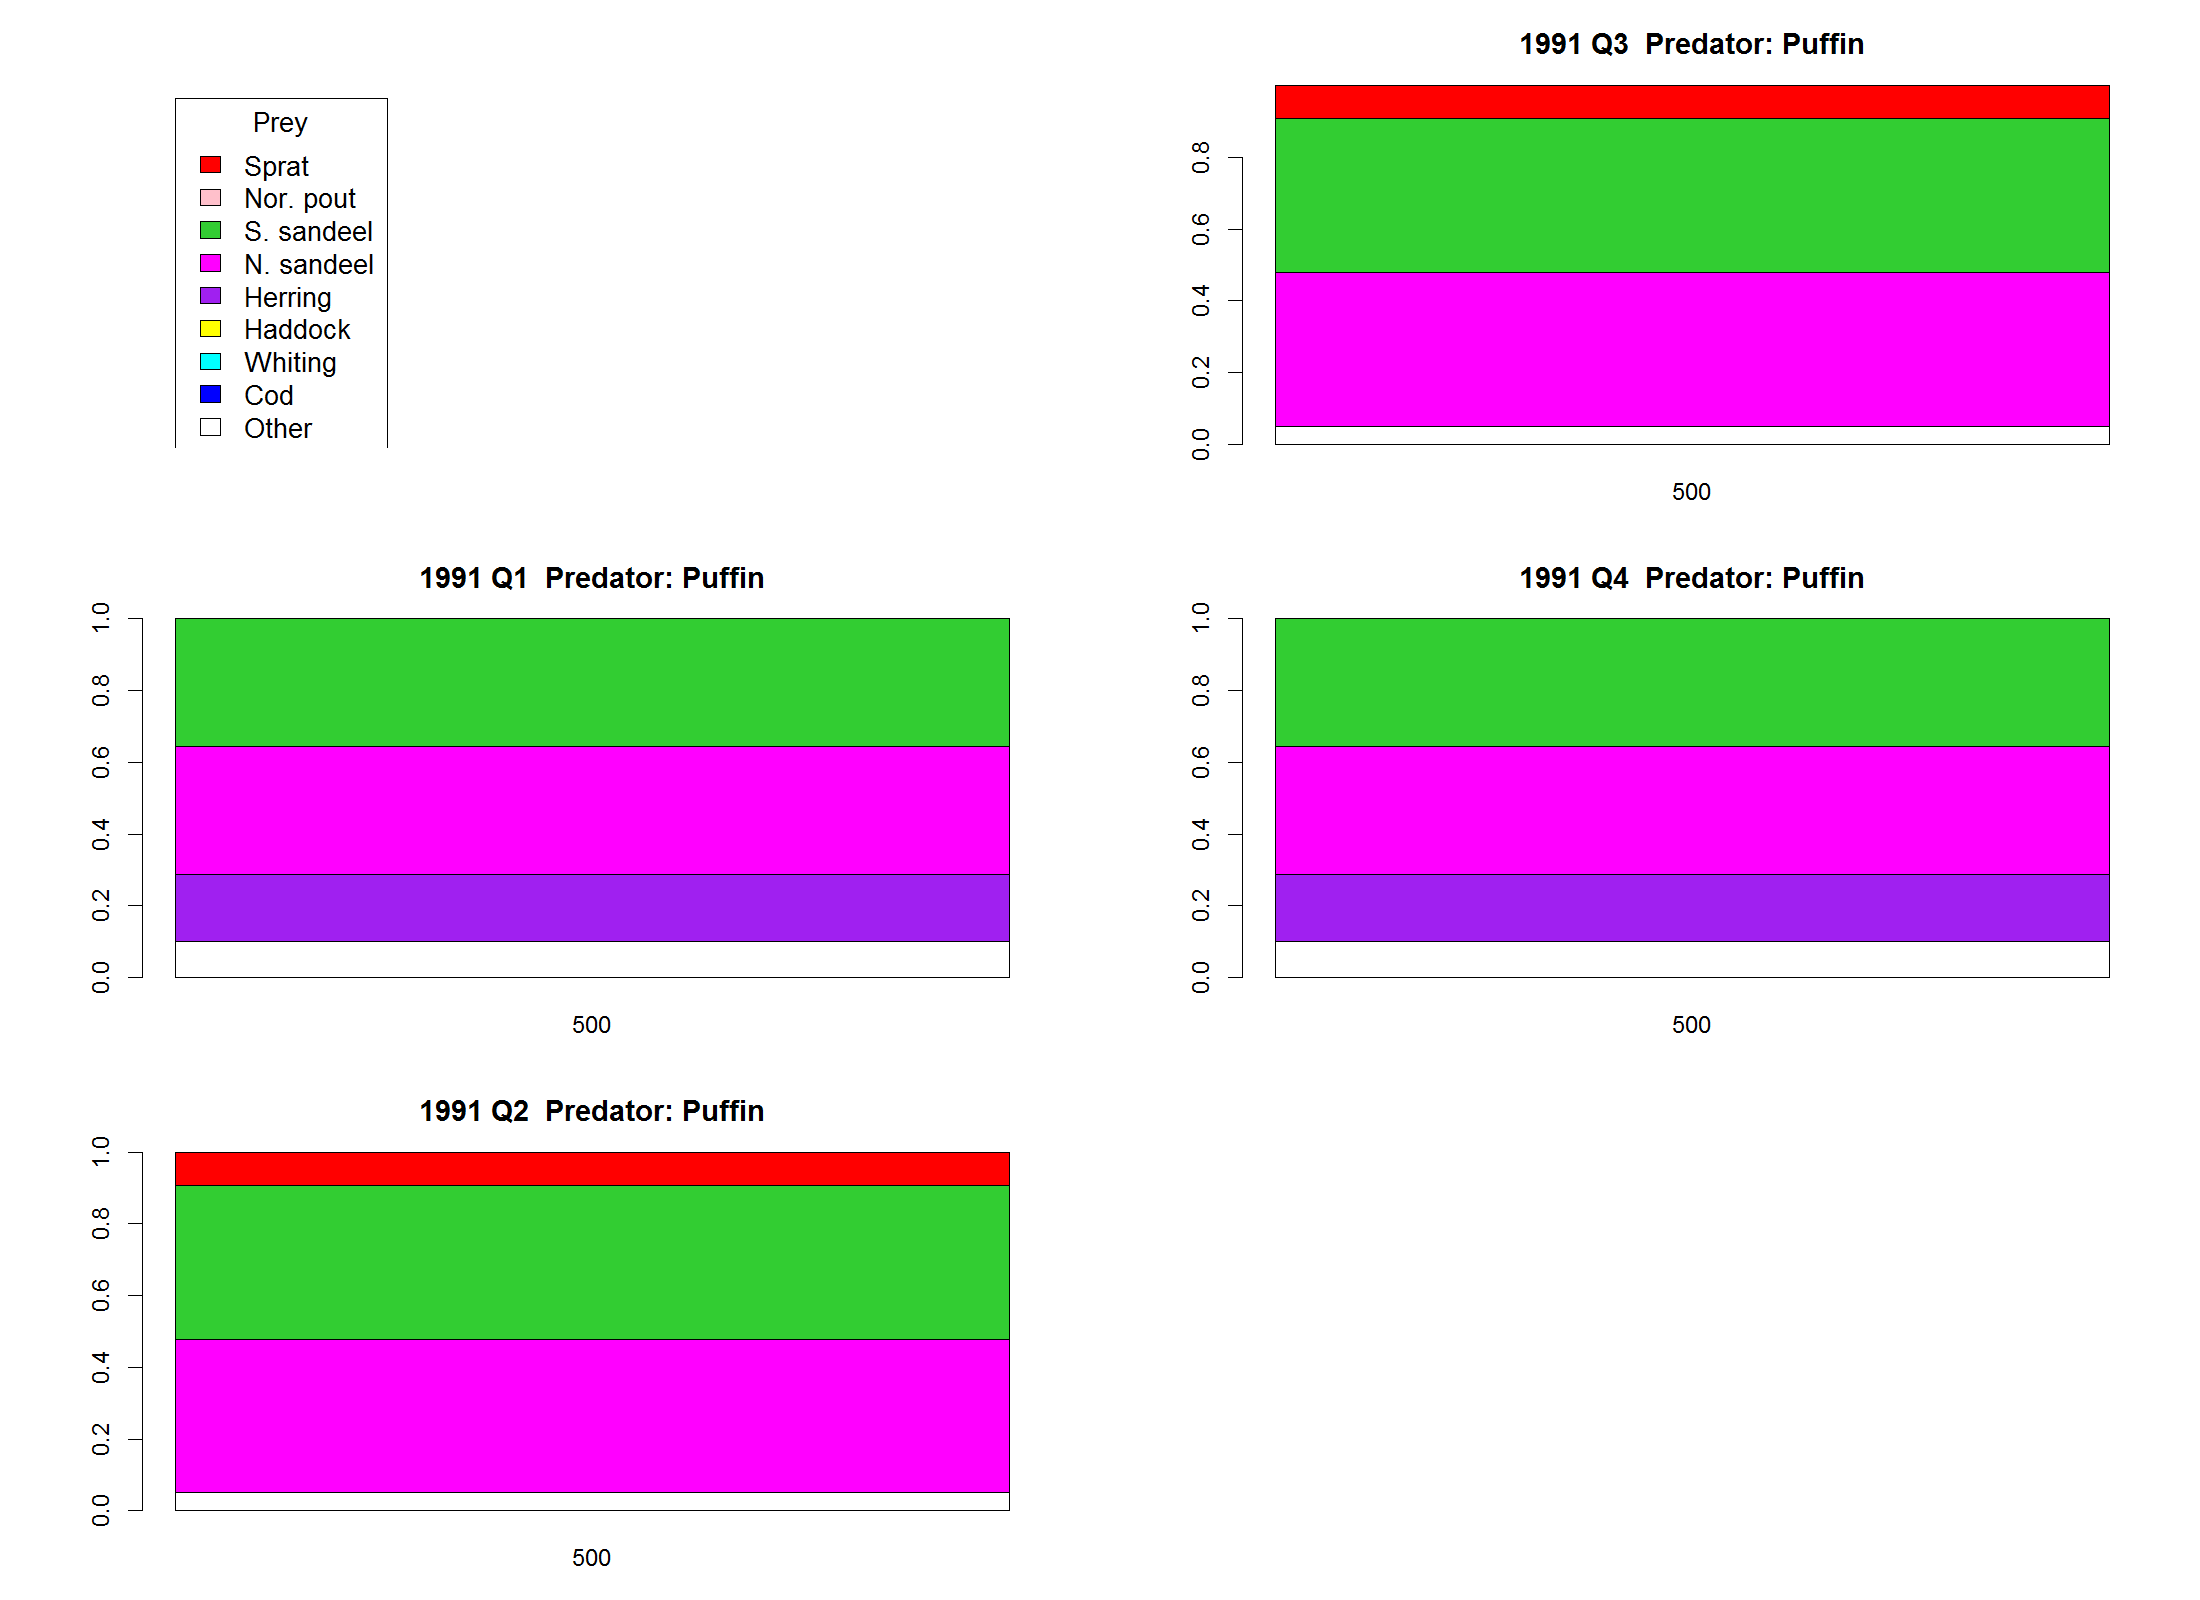 Prey
Sprat
Nor. pout
S. sandeel
N. sandeel
Herring
Haddock
Whiting
Cod
Other
1991 Q1  Predator: Puffin
0.0 0.2 0.4 0.6 0.8 1.0
500
1991 Q2  Predator: Puffin
0.0 0.2 0.4 0.6 0.8 1.0
500
1991 Q3  Predator: Puffin
0.0 0.2 0.4 0.6 0.8
500
1991 Q4  Predator: Puffin
0.0 0.2 0.4 0.6 0.8 1.0
500